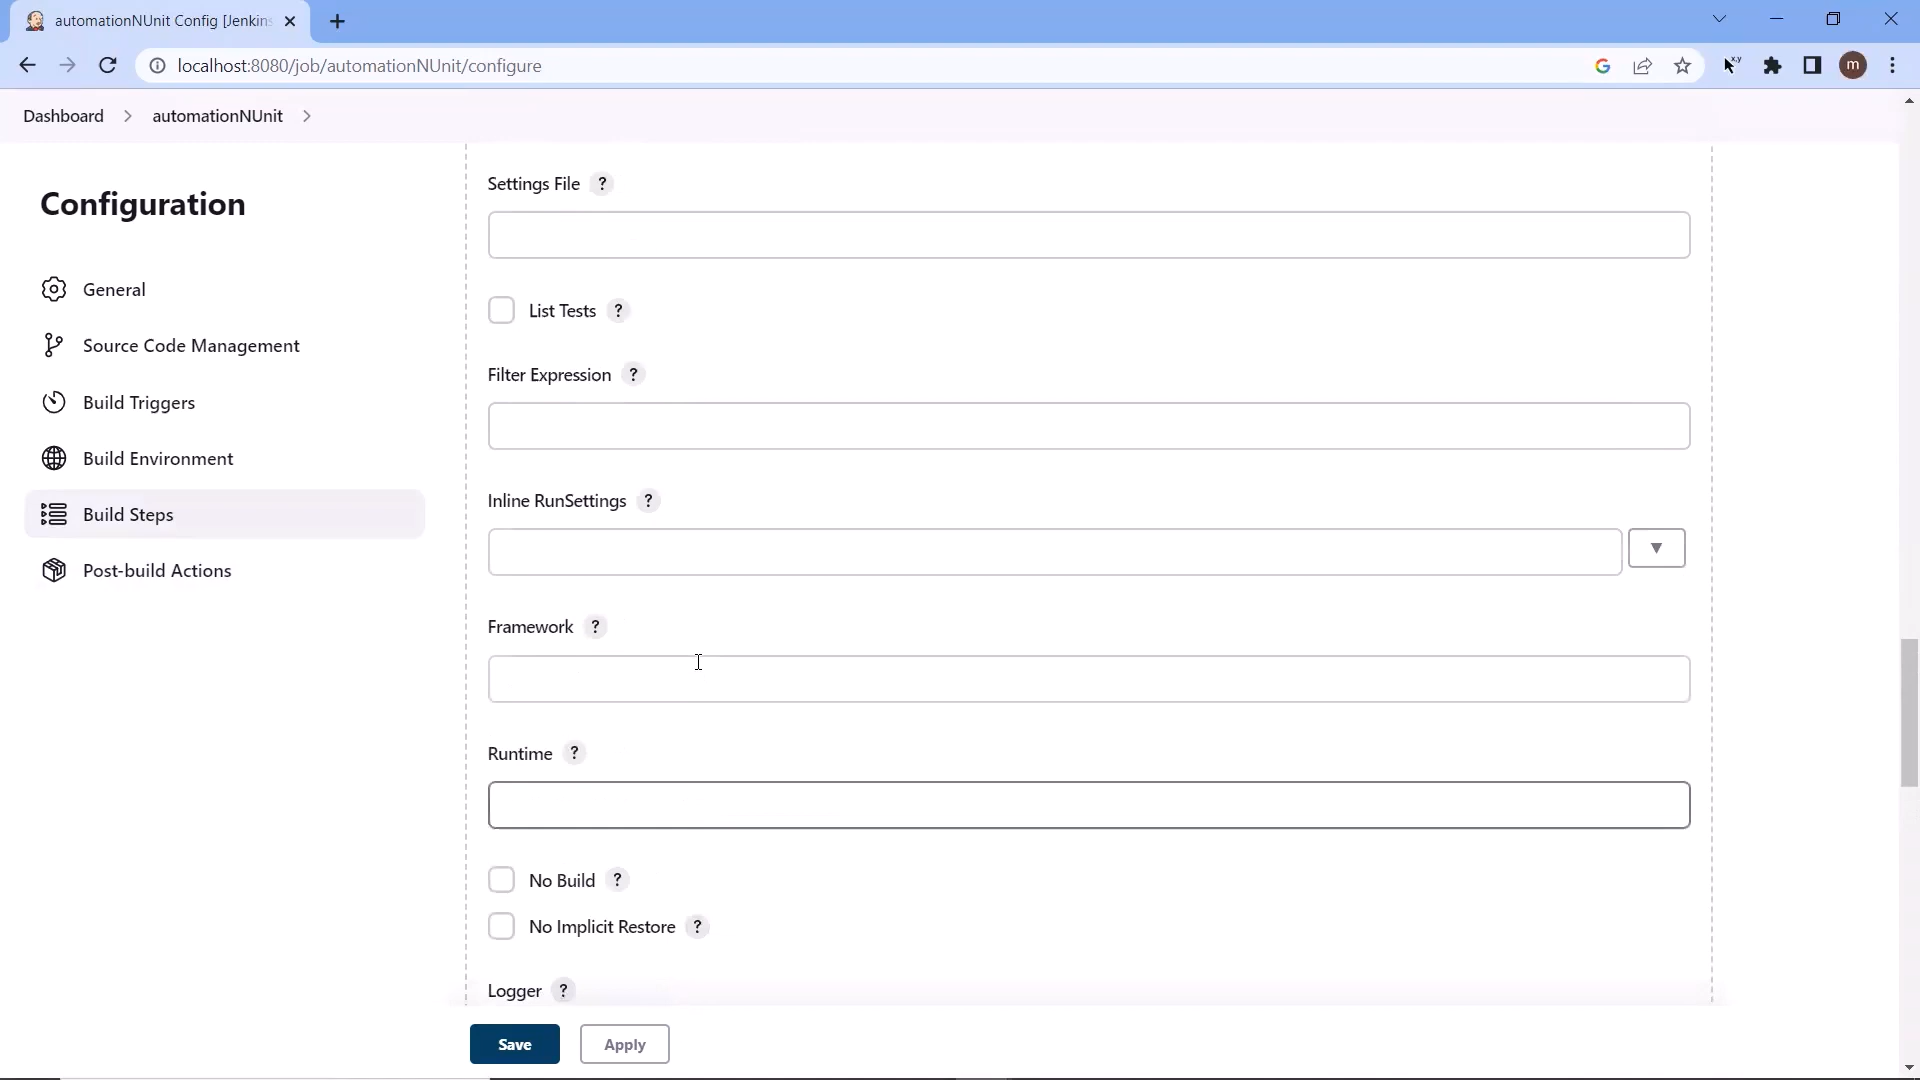 automationNUnit Config [Jenkins
localhost:8080/job/automationNUnit/configure
x,y
m
Dashboard
automationNUnit
Configuration
General
Source Code Management
Build Triggers
Build Environment
Build Steps
Post-build Actions
Settings File ?
List Tests ?
Filter Expression ?
Inline RunSettings ?
Framework ?
Runtime ?
No Build ?
No Implicit Restore ?
Logger ?
Save
Apply